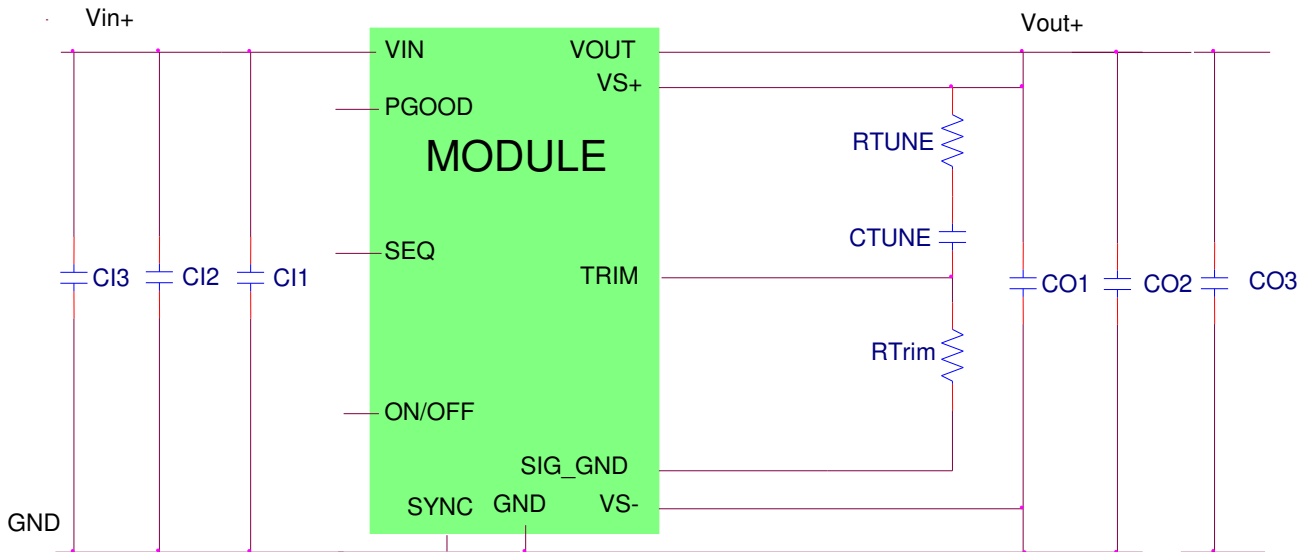 Vin+
Vout+
VIN
VOUT
VS+
PGOOD
MODULE
RTUNE
CTUNE
SEQ
TRIM
CI3
CI2
CI1
CO1
CO2
CO3
RTrim
ON/OFF
SIG_GND
SYNC
GND
VS-
GND